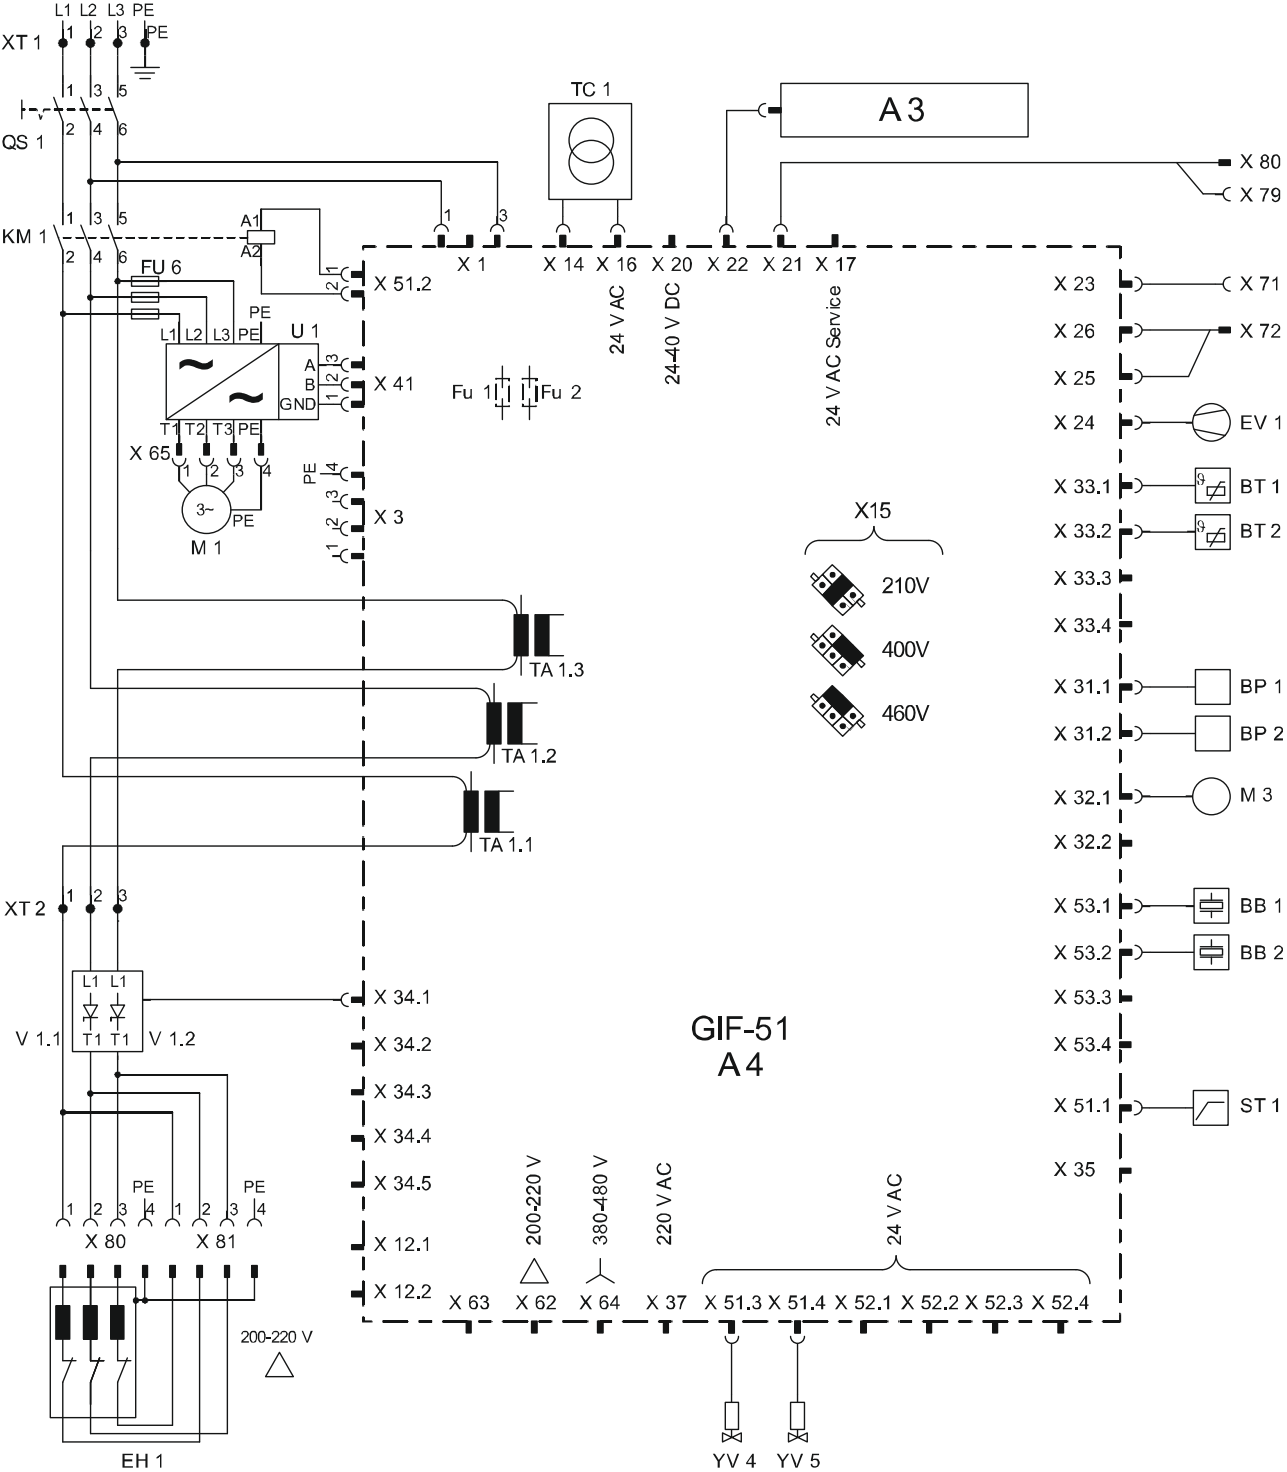 L1 L2 L3 PE
XT 1 1 2 3 PE
1 3 5
QS 1 2 4 6
TC 1
A 3
X 80
X 79
1 3 5
KM 1 2 4 6
A1
A2
1 3
X 1 X 14 X 16 X 20 X 22 X 21 X 17
24 V AC
24-40 V DC
24 V AC Service
1
2
X 51.2
FU 6
PE
L1 L2 L3 PE
U 1
A 3
B 2
GND 1
X 41
T1 T2 T3 PE
X 65
1 2 3 4
3~
PE
M 1
Fu 1 Fu 2
PE 4
3
2
1
X 3
X15
210V
400V
460V
TA 1.3
TA 1.2
TA 1.1
X 23 X 71
X 26 X 72
X 25
X 24 EV 1
X 33.1 ϑ BT 1
X 33.2 ϑ BT 2
X 33.3
X 33.4
X 31.1 BP 1
X 31.2 BP 2
X 32.1 M 3
X 32.2
X 53.1 BB 1
X 53.2 BB 2
X 53.3
X 53.4
X 51.1 ST 1
X 35
XT 2 1 2 3
L1 L1
V 1.1 T1 T1 V 1.2
X 34.1
X 34.2
X 34.3
X 34.4
X 34.5
X 12.1
X 12.2
GIF-51
A 4
PE PE
1 2 3 4 1 2 3 4
X 80 X 81
200-220 V
EH 1
200-220 V
380-480 V
220 V AC
24 V AC
X 63 X 62 X 64 X 37 X 51.3 X 51.4 X 52.1 X 52.2 X 52.3 X 52.4
YV 4 YV 5